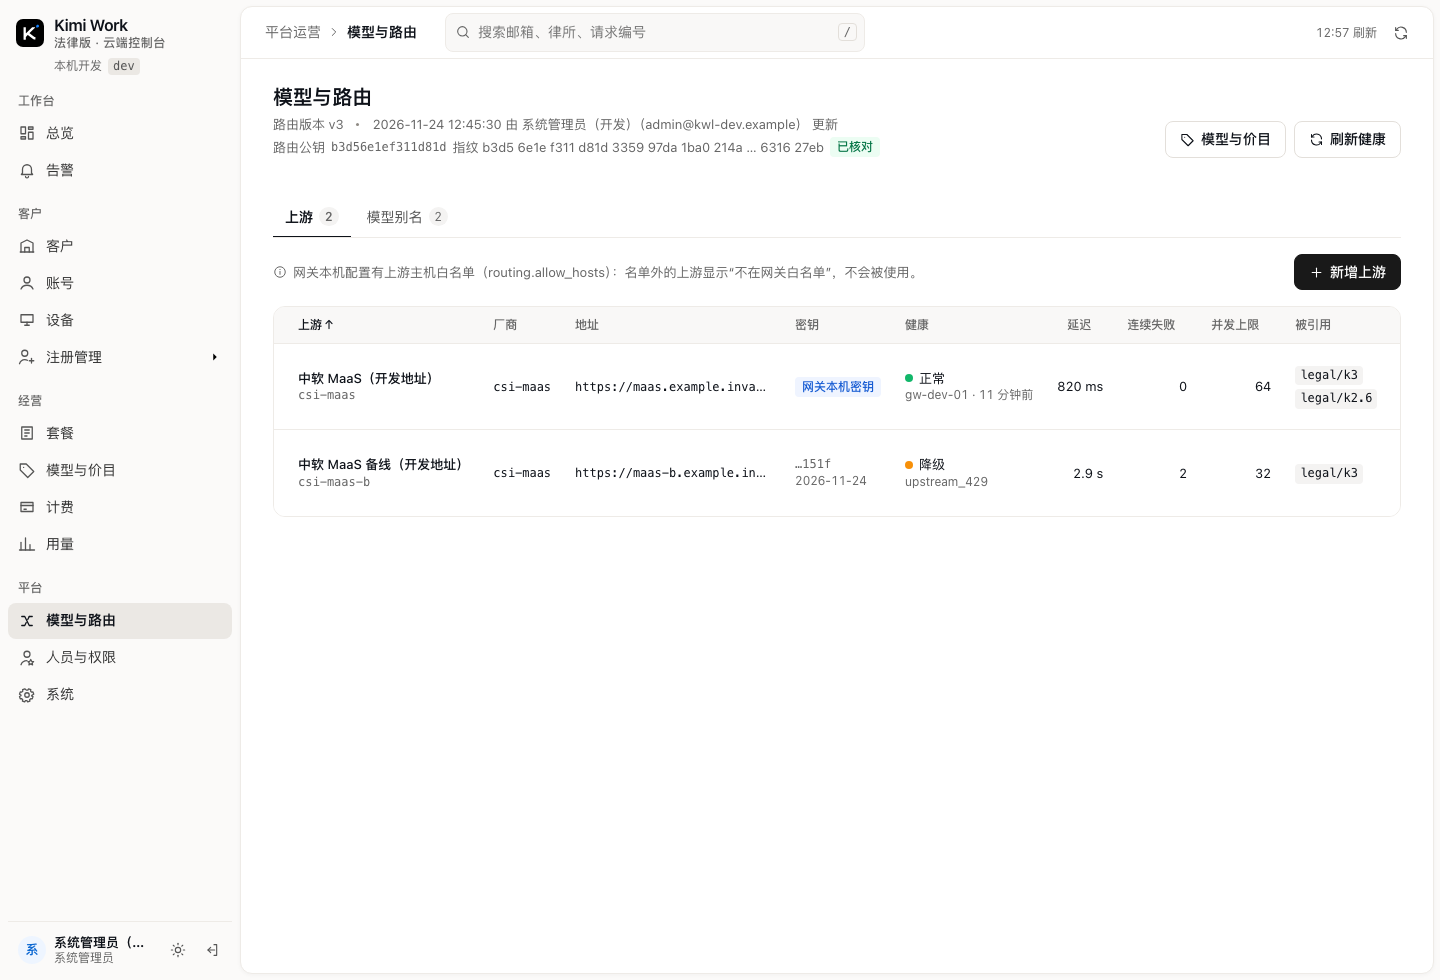 Kimi Work
法律版 · 云端控制台
本机开发 dev
工作台
总览
告警
客户
客户
账号
设备
注册管理
经营
套餐
模型与价目
计费
用量
平台
模型与路由
人员与权限
系统
系 系统管理员（...
系统管理员
平台运营 > 模型与路由
搜索邮箱、律所、请求编号 /
12:57 刷新
模型与路由
路由版本 v3 • 2026-11-24 12:45:30 由 系统管理员（开发）(admin@kwl-dev.example) 更新
路由公钥 b3d56e1ef311d81d 指纹 b3d5 6e1e f311 d81d 3359 97da 1ba0 214a ... 6316 27eb 已核对
模型与价目 刷新健康
上游 2 模型别名 2
网关本机配置有上游主机白名单（routing.allow_hosts）：名单外的上游显示“不在网关白名单”，不会被使用。
+ 新增上游
上游↑ 厂商 地址 密钥 健康 延迟 连续失败 并发上限 被引用
中软 MaaS（开发地址） csi-maas https://maas.example.inva... 网关本机密钥 正常 820 ms 0 64 legal/k3
csi-maas gw-dev-01 · 11 分钟前 legal/k2.6
中软 MaaS 备线（开发地址） csi-maas https://maas-b.example.in... …151f 降级 2.9 s 2 32 legal/k3
csi-maas-b 2026-11-24 upstream_429